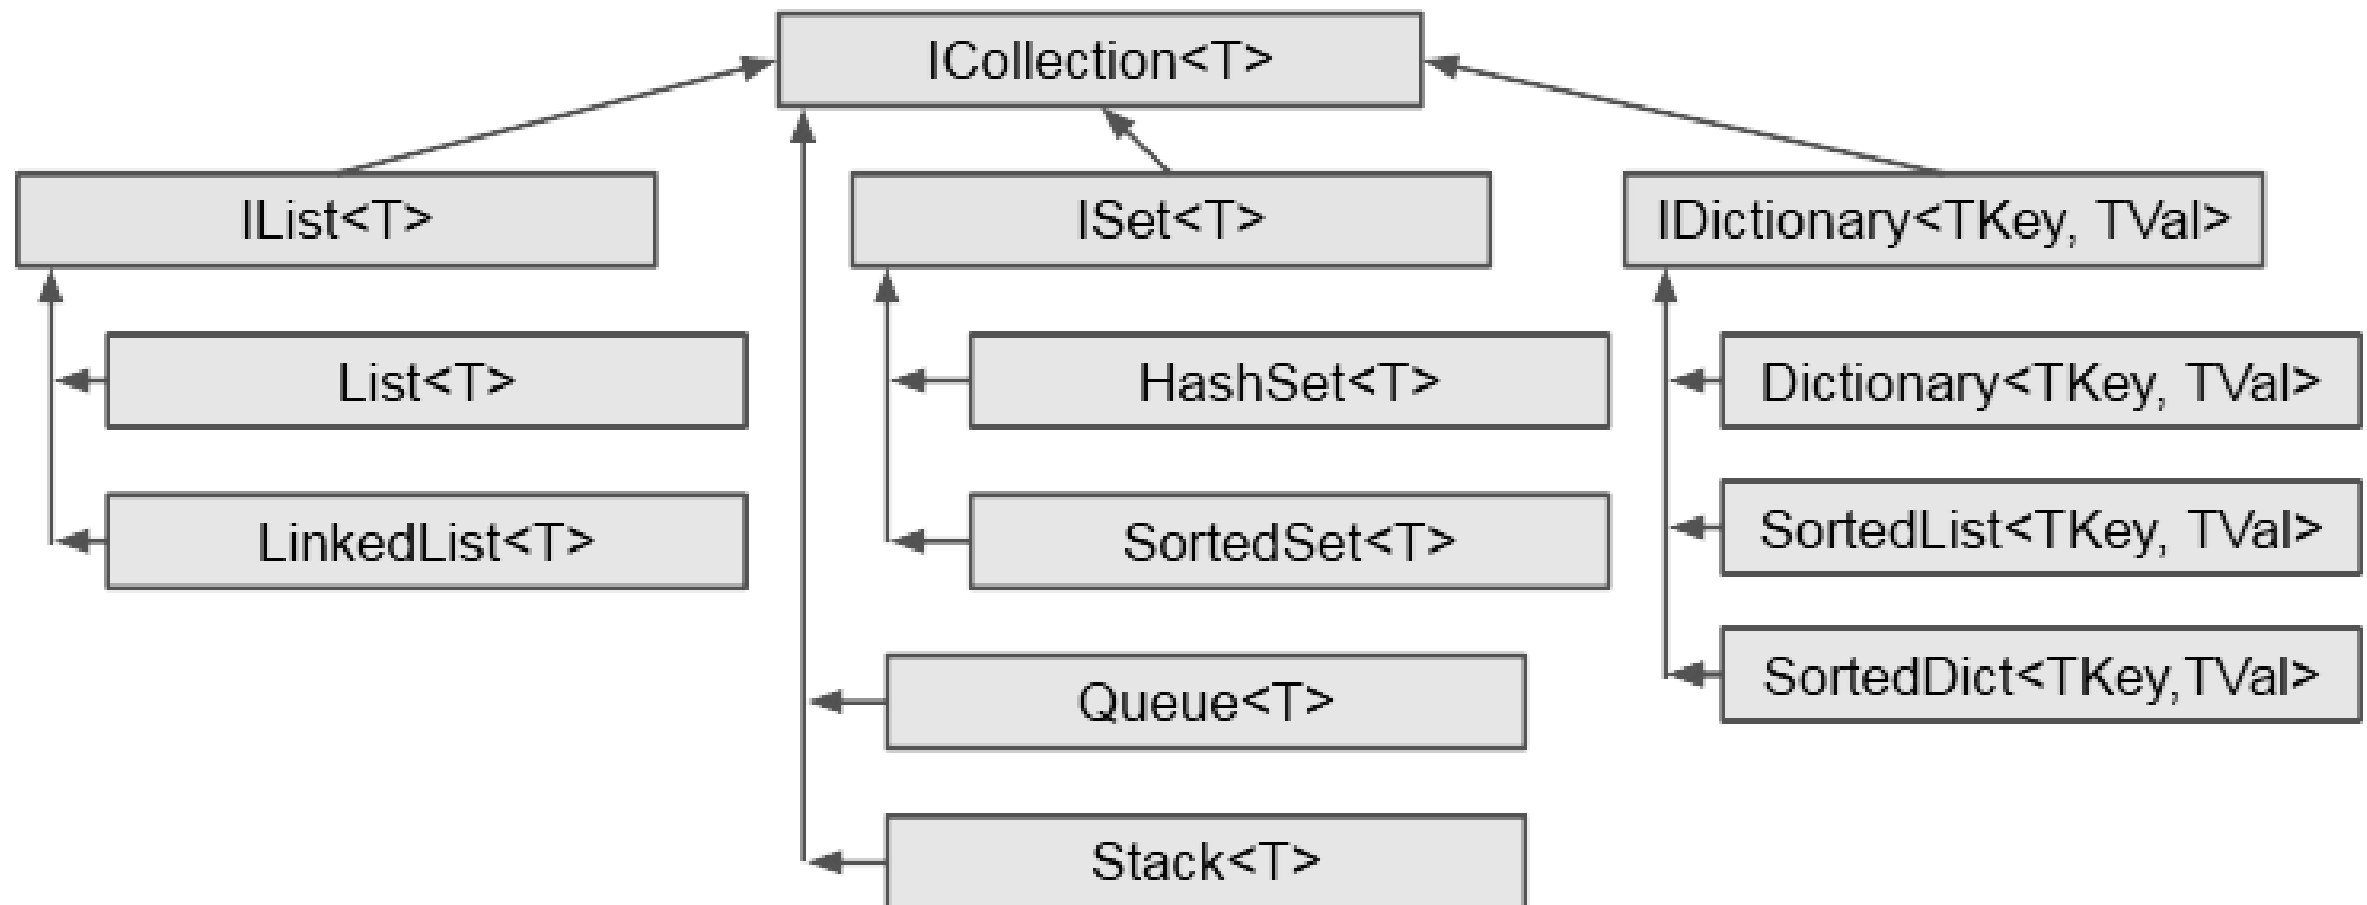 ICollection<T>
IList<T>
ISet<T>
IDictionary<TKey, TVal>
List<T>
HashSet<T>
Dictionary<TKey, TVal>
LinkedList<T>
SortedSet<T>
SortedList<TKey, TVal>
Queue<T>
SortedDict<TKey,TVal>
Stack<T>